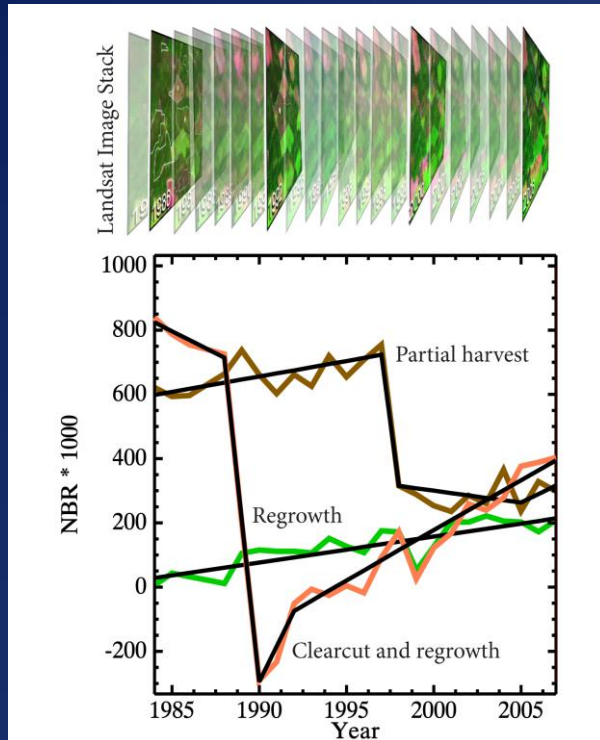 Landsat Image Stack
1986
1000
800
600
400
200
0
-200
NBR * 1000
Partial harvest
Regrowth
Clearcut and regrowth
1985 1990 1995 2000 2005
Year